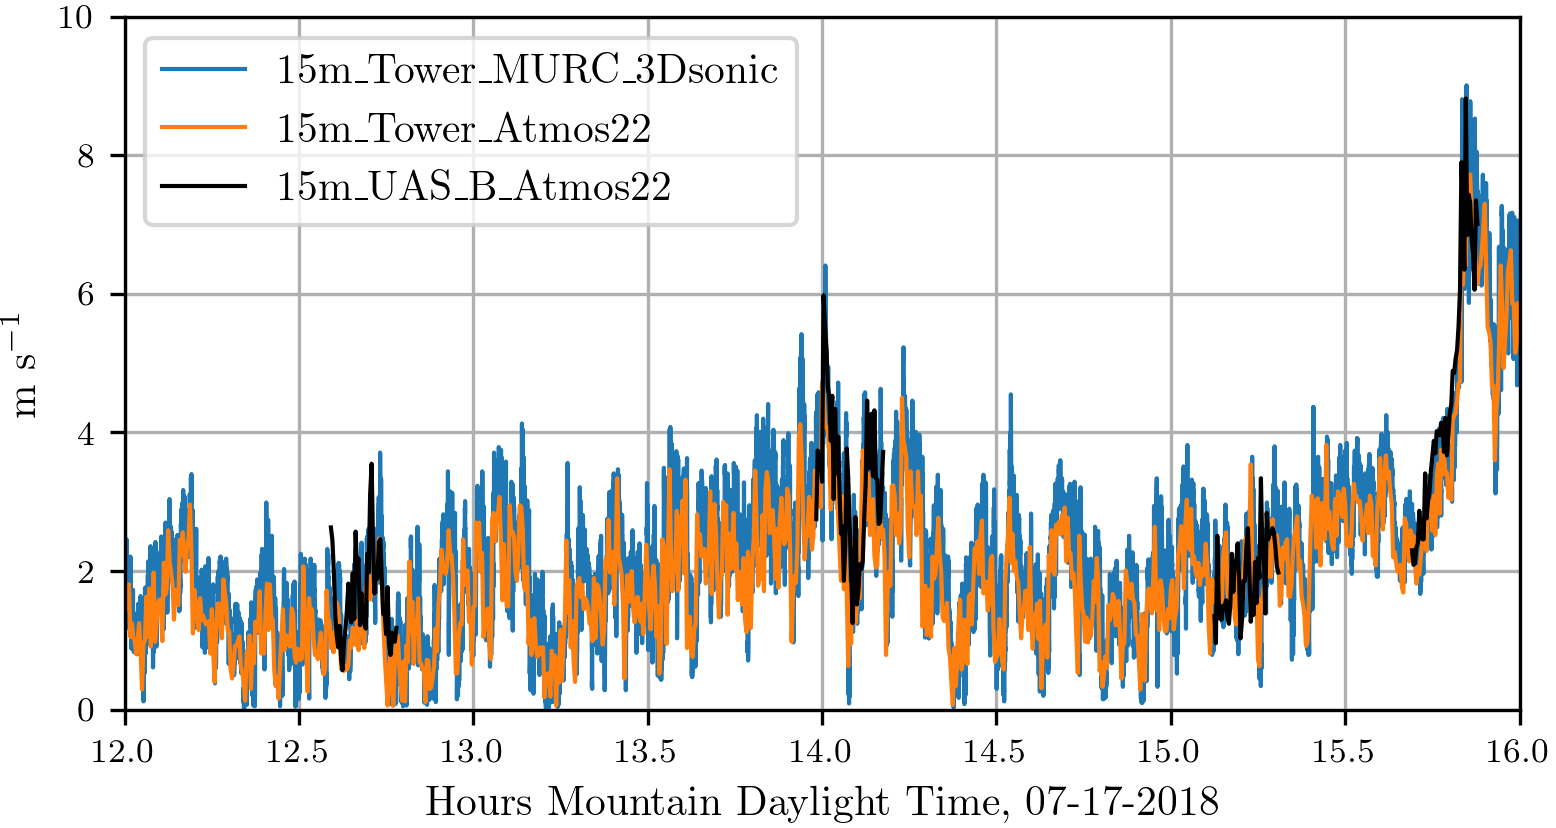 10
8
6
4
2
0
m s⁻¹
15m_Tower_MURC_3Dsonic
15m_Tower_Atmos22
15m_UAS_B_Atmos22
12.0 12.5 13.0 13.5 14.0 14.5 15.0 15.5 16.0
Hours Mountain Daylight Time, 07-17-2018